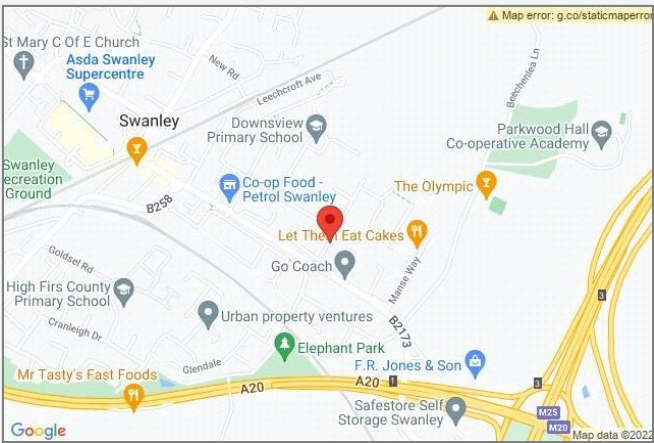 Map error: g.co/staticmaperror
St Mary C Of E Church
Asda Swanley
Supercentre
New Rd
Leechcroft Ave
Beechenlea Ln
Swanley
Downsview
Primary School
Parkwood Hall
Co-operative Academy
Swanley
ecreation
Ground
B258
Co-op Food -
Petrol Swanley
The Olympic
Let The Eat Cakes
Go Coach
Goldsel Rd
Manse Way
High Firs County
Primary School
Cranleigh Dr
Urban property ventures
B2173
3
Elephant Park
Glendale
F.R. Jones & Son
Mr Tasty's Fast Foods
A20
A20
1
3
Safestore Self
Storage Swanley
M25
M20
Google
Map data ©2022